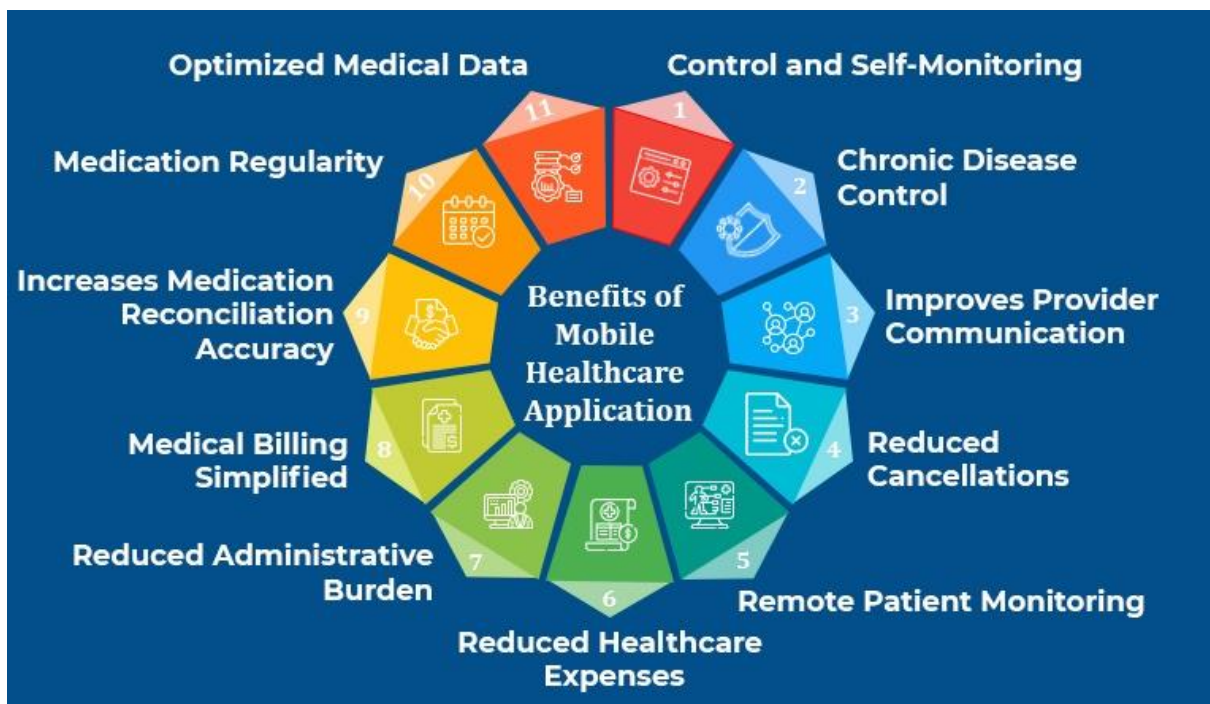 Benefits of
Mobile
Healthcare
Application
1
Control and Self-Monitoring
2
Chronic Disease
Control
3
Improves Provider
Communication
4
Reduced
Cancellations
5
Remote Patient Monitoring
6
Reduced Healthcare
Expenses
7
Reduced Administrative
Burden
8
Medical Billing
Simplified
9
Increases Medication
Reconciliation
Accuracy
10
Medication Regularity
11
Optimized Medical Data